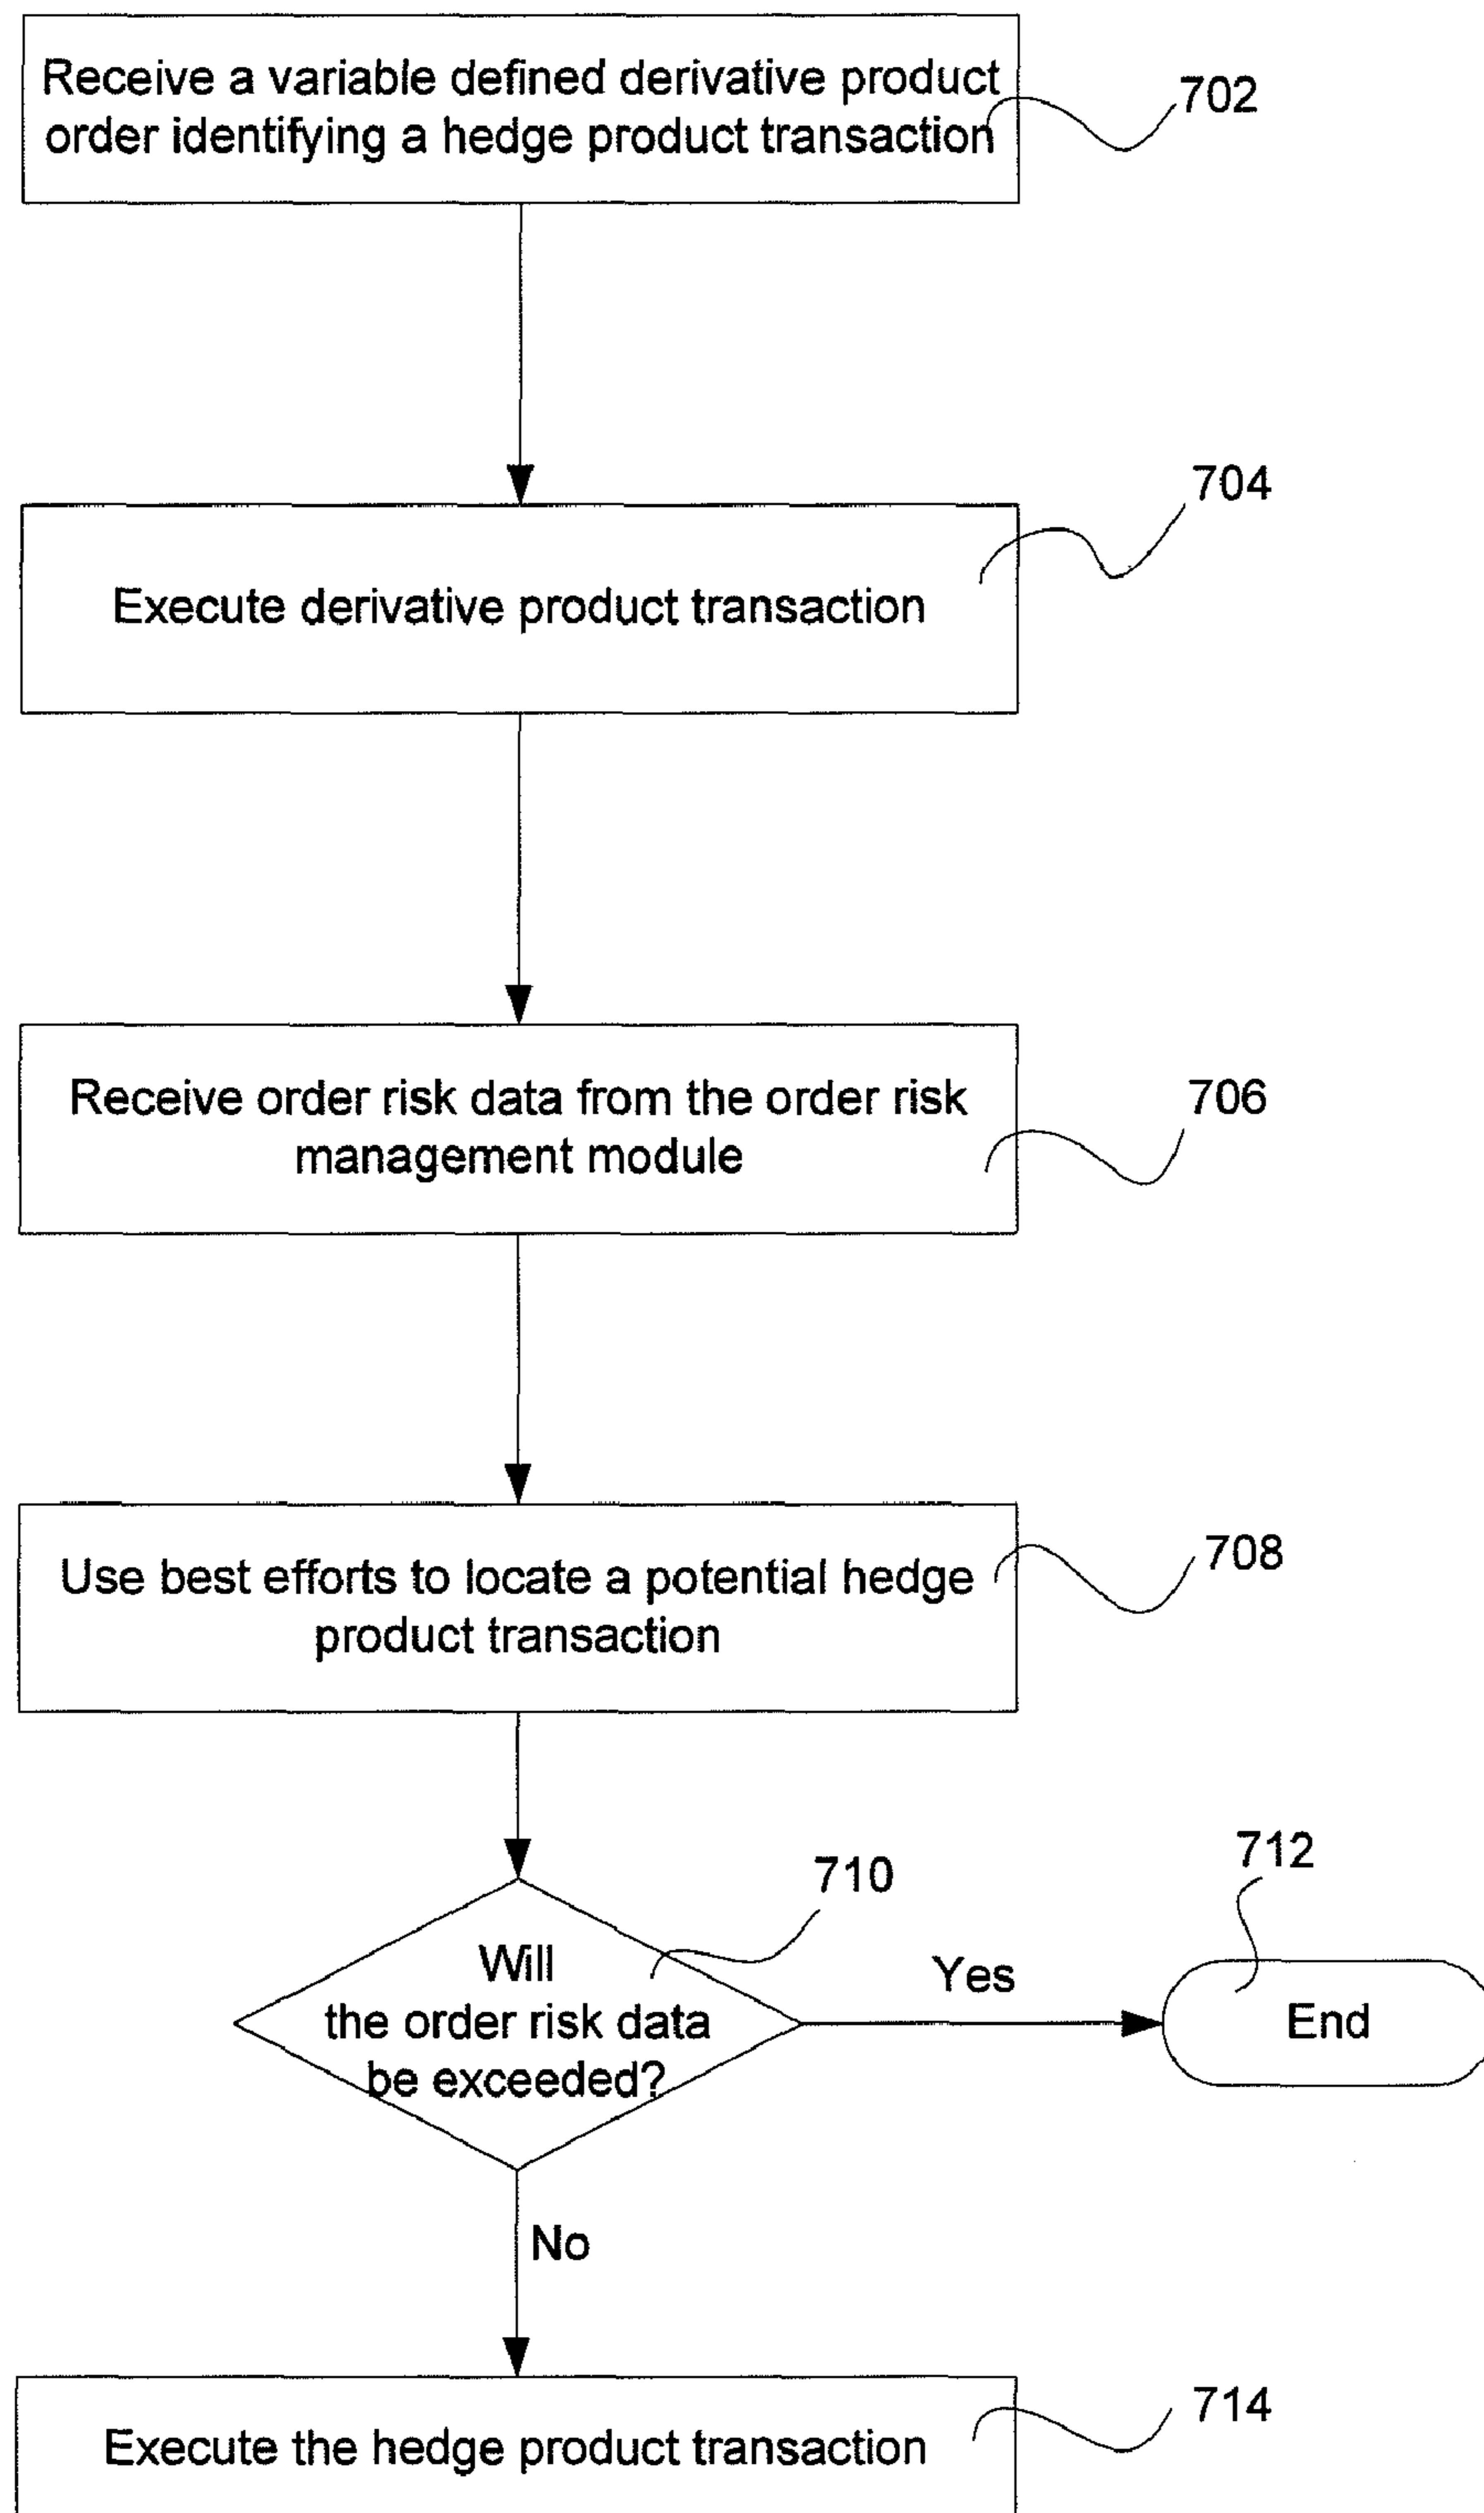 Receive a variable defined derivative product
order identifying a hedge product transaction
702
704
Execute derivative product transaction
Receive order risk data from the order risk
management module
706
Use best efforts to locate a potential hedge
product transaction
708
710
712
Will
the order risk data
be exceeded?
Yes
End
No
Execute the hedge product transaction
714